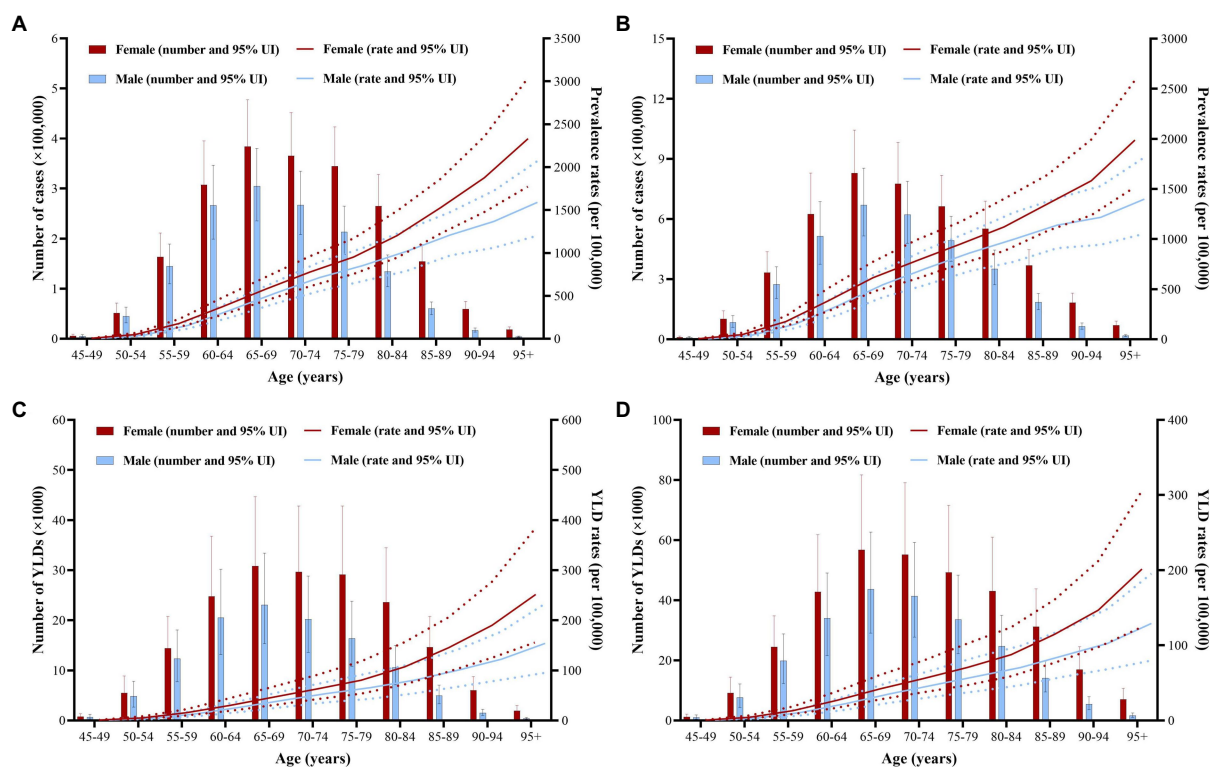 A
Female (number and 95% UI)
Female (rate and 95% UI)
Male (number and 95% UI)
Male (rate and 95% UI)
Number of cases (×100,000)
6
5
4
3
2
1
0
Prevalence rates (per 100,000)
3500
3000
2500
2000
1500
1000
500
0
45-49 50-54 55-59 60-64 65-69 70-74 75-79 80-84 85-89 90-94 95+
Age (years)
B
Female (number and 95% UI)
Female (rate and 95% UI)
Male (number and 95% UI)
Male (rate and 95% UI)
Number of cases (×100,000)
15
12
9
6
3
0
Prevalence rates (per 100,000)
3000
2500
2000
1500
1000
500
0
45-49 50-54 55-59 60-64 65-69 70-74 75-79 80-84 85-89 90-94 95+
Age (years)
C
Female (number and 95% UI)
Female (rate and 95% UI)
Male (number and 95% UI)
Male (rate and 95% UI)
Number of YLDs (×1000)
60
50
40
30
20
10
0
YLD rates (per 100,000)
600
500
400
300
200
100
0
45-49 50-54 55-59 60-64 65-69 70-74 75-79 80-84 85-89 90-94 95+
Age (years)
D
Female (number and 95% UI)
Female (rate and 95% UI)
Male (number and 95% UI)
Male (rate and 95% UI)
Number of YLDs (×1000)
100
80
60
40
20
0
YLD rates (per 100,000)
400
300
200
100
0
45-49 50-54 55-59 60-64 65-69 70-74 75-79 80-84 85-89 90-94 95+
Age (years)